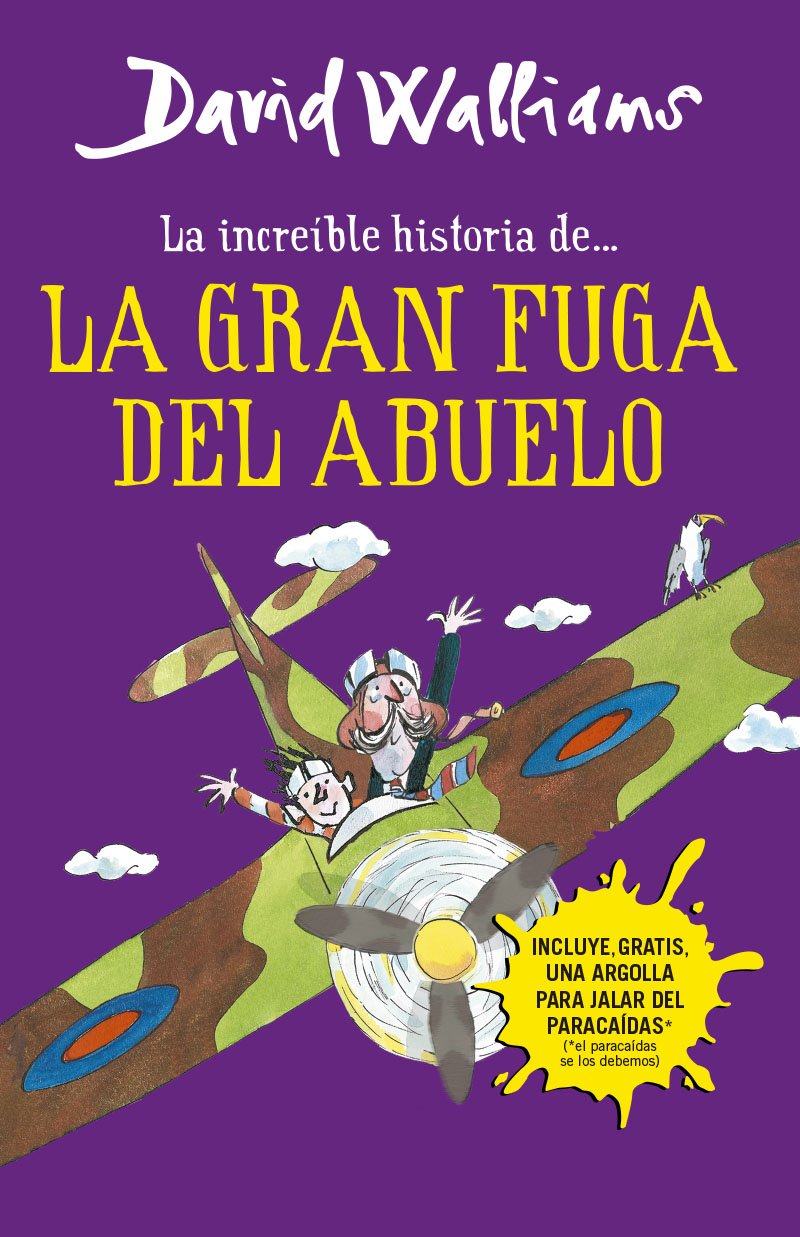 David Walliams
La increíble historia de...
LA GRAN FUGA
DEL ABUELO
INCLUYE, GRATIS,
UNA ARGOLLA
PARA JALAR DEL
PARACAÍDAS*
(*el paracaídas
se los debemos)